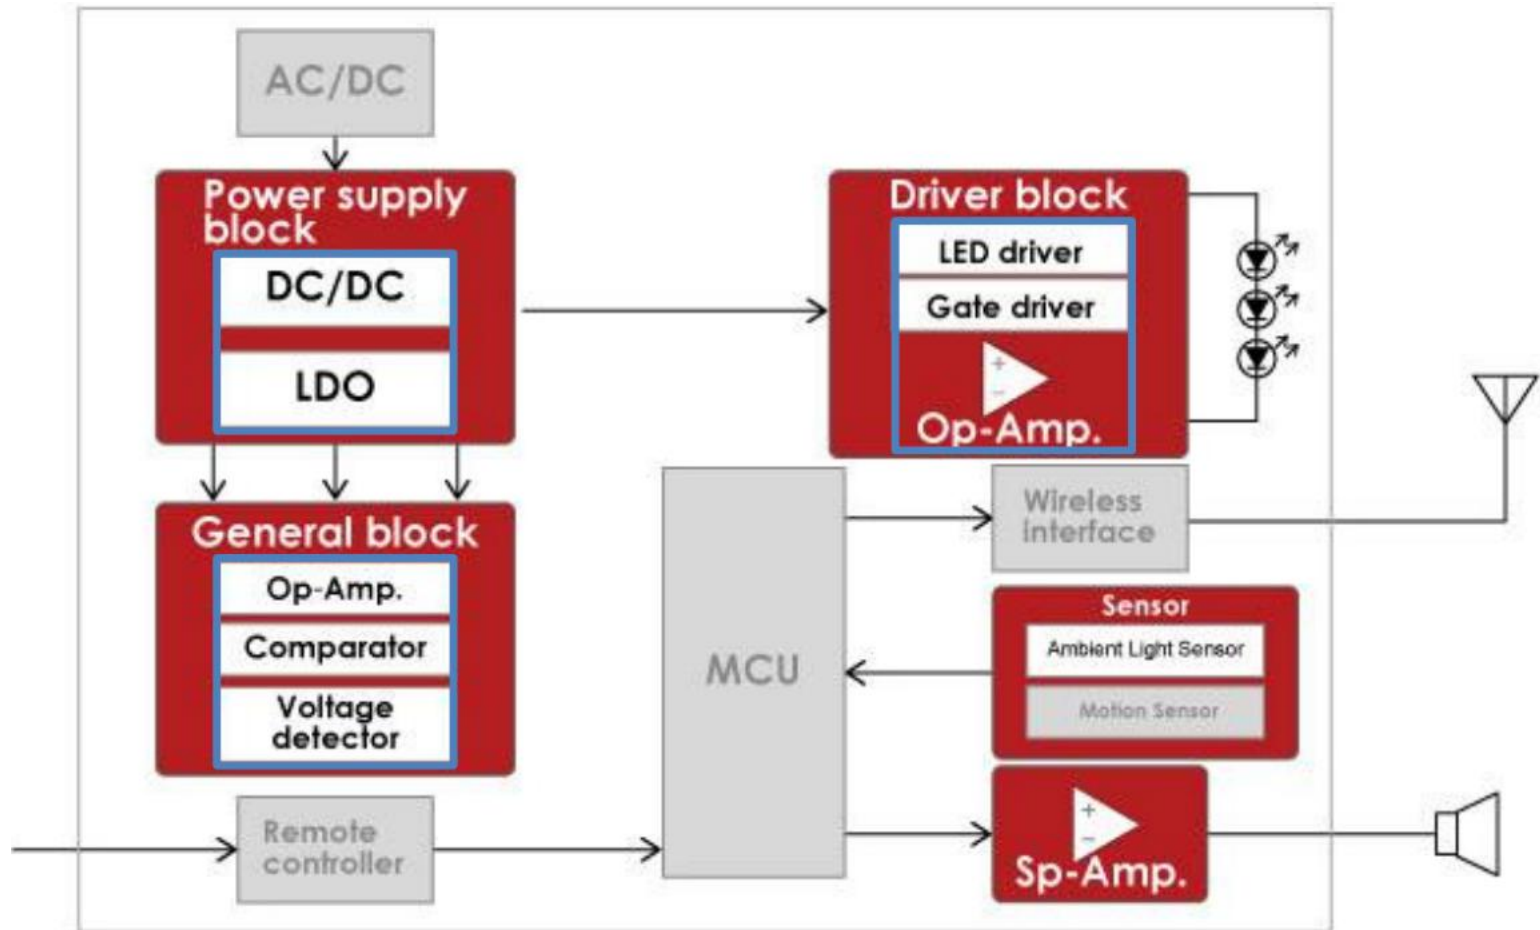 AC/DC
Power supply
block
DC/DC
LDO
Driver block
LED driver
Gate driver
+
-
Op-Amp.
General block
Op-Amp.
Comparator
Voltage
detector
MCU
Wireless
interface
Sensor
Ambient Light Sensor
Motion Sensor
Remote
controller
+
-
Sp-Amp.